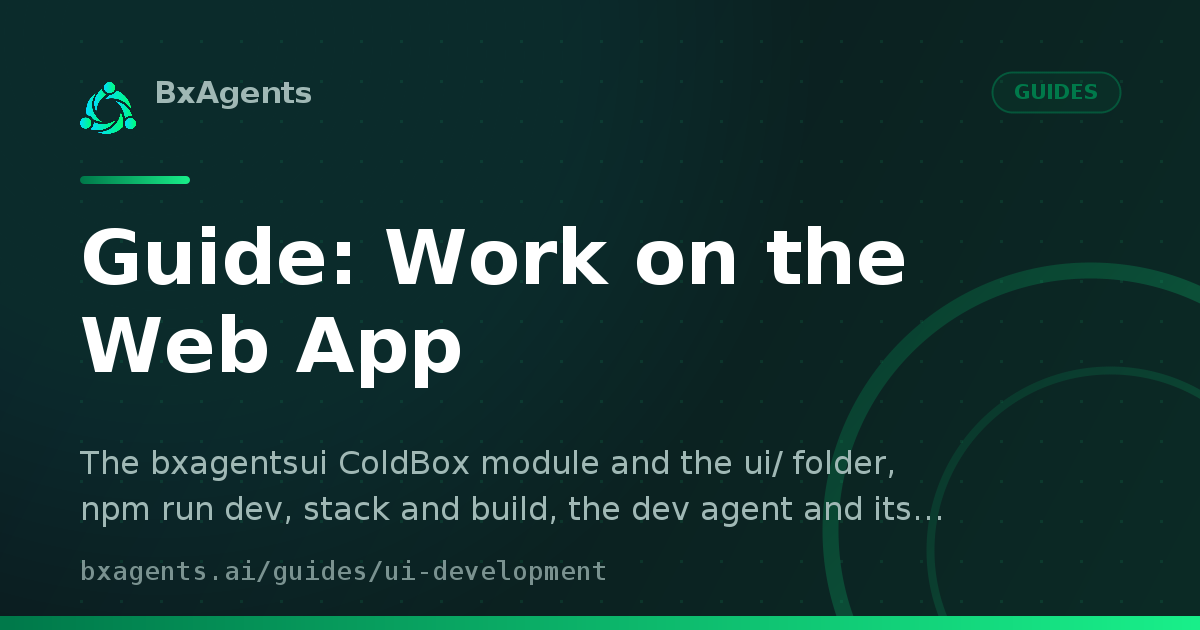 BxAgents
GUIDES
Guide: Work on the
Web App
The bxagentsui ColdBox module and the ui/ folder,
npm run dev, stack and build, the dev agent and its…
bxagents.ai/guides/ui-development